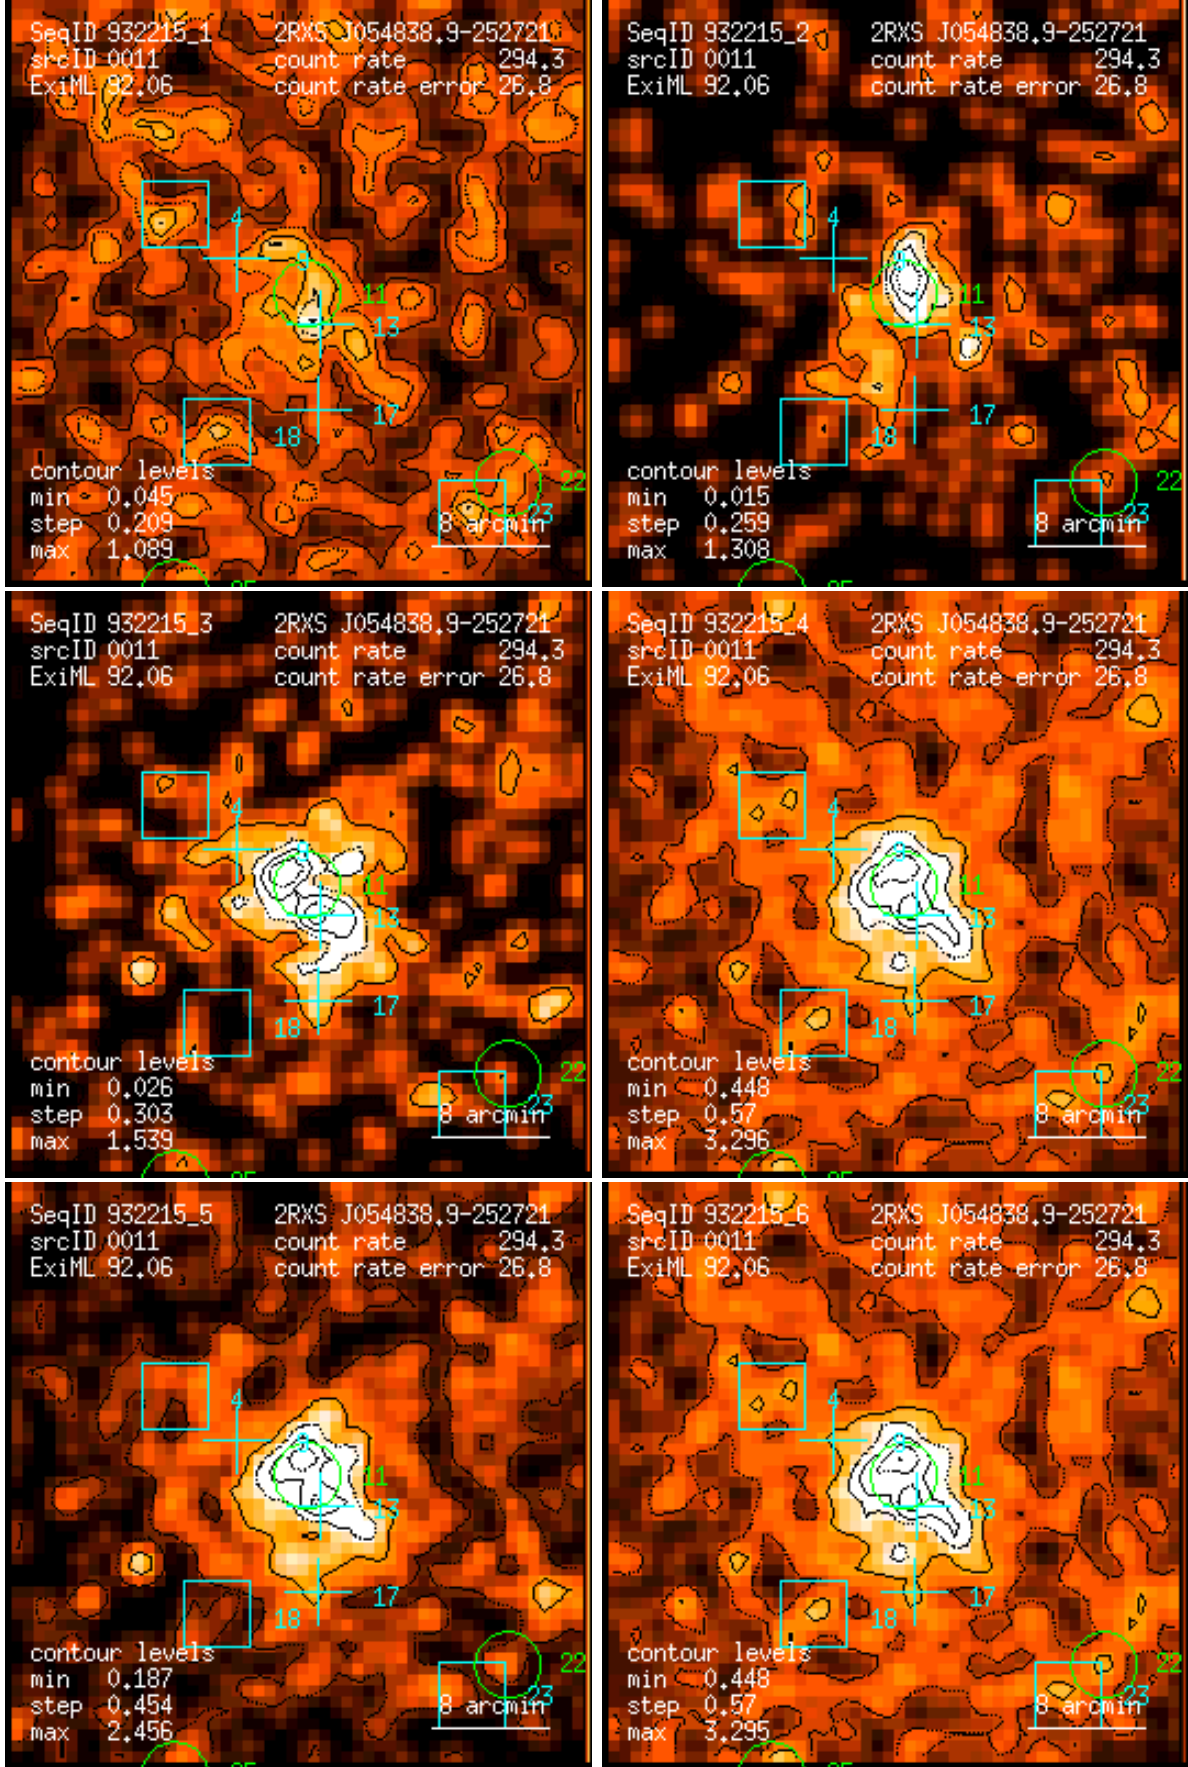 SeqID 932215_1 2RXS J054838.9-252721
srcID 0011 count rate 294.3
ExiML 92.06 count rate error 26.8
4
9
11
13
17
18
contour levels
min 0.045
step 0.209
max 1.089
22
23
8 arcmin
SeqID 932215_2 2RXS J054838.9-252721
srcID 0011 count rate 294.3
ExiML 92.06 count rate error 26.8
4
9
11
13
17
18
contour levels
min 0.015
step 0.259
max 1.308
22
23
8 arcmin
SeqID 932215_3 2RXS J054838.9-252721
srcID 0011 count rate 294.3
ExiML 92.06 count rate error 26.8
4
9
11
13
17
18
contour levels
min 0.026
step 0.303
max 1.539
22
23
8 arcmin
SeqID 932215_4 2RXS J054838.9-252721
srcID 0011 count rate 294.3
ExiML 92.06 count rate error 26.8
4
9
11
13
17
18
contour levels
min 0.448
step 0.57
max 3.296
22
23
8 arcmin
SeqID 932215_5 2RXS J054838.9-252721
srcID 0011 count rate 294.3
ExiML 92.06 count rate error 26.8
4
9
11
13
17
18
contour levels
min 0.187
step 0.454
max 2.456
22
23
8 arcmin
SeqID 932215_6 2RXS J054838.9-252721
srcID 0011 count rate 294.3
ExiML 92.06 count rate error 26.8
4
9
11
13
17
18
contour levels
min 0.448
step 0.57
max 3.295
22
23
8 arcmin